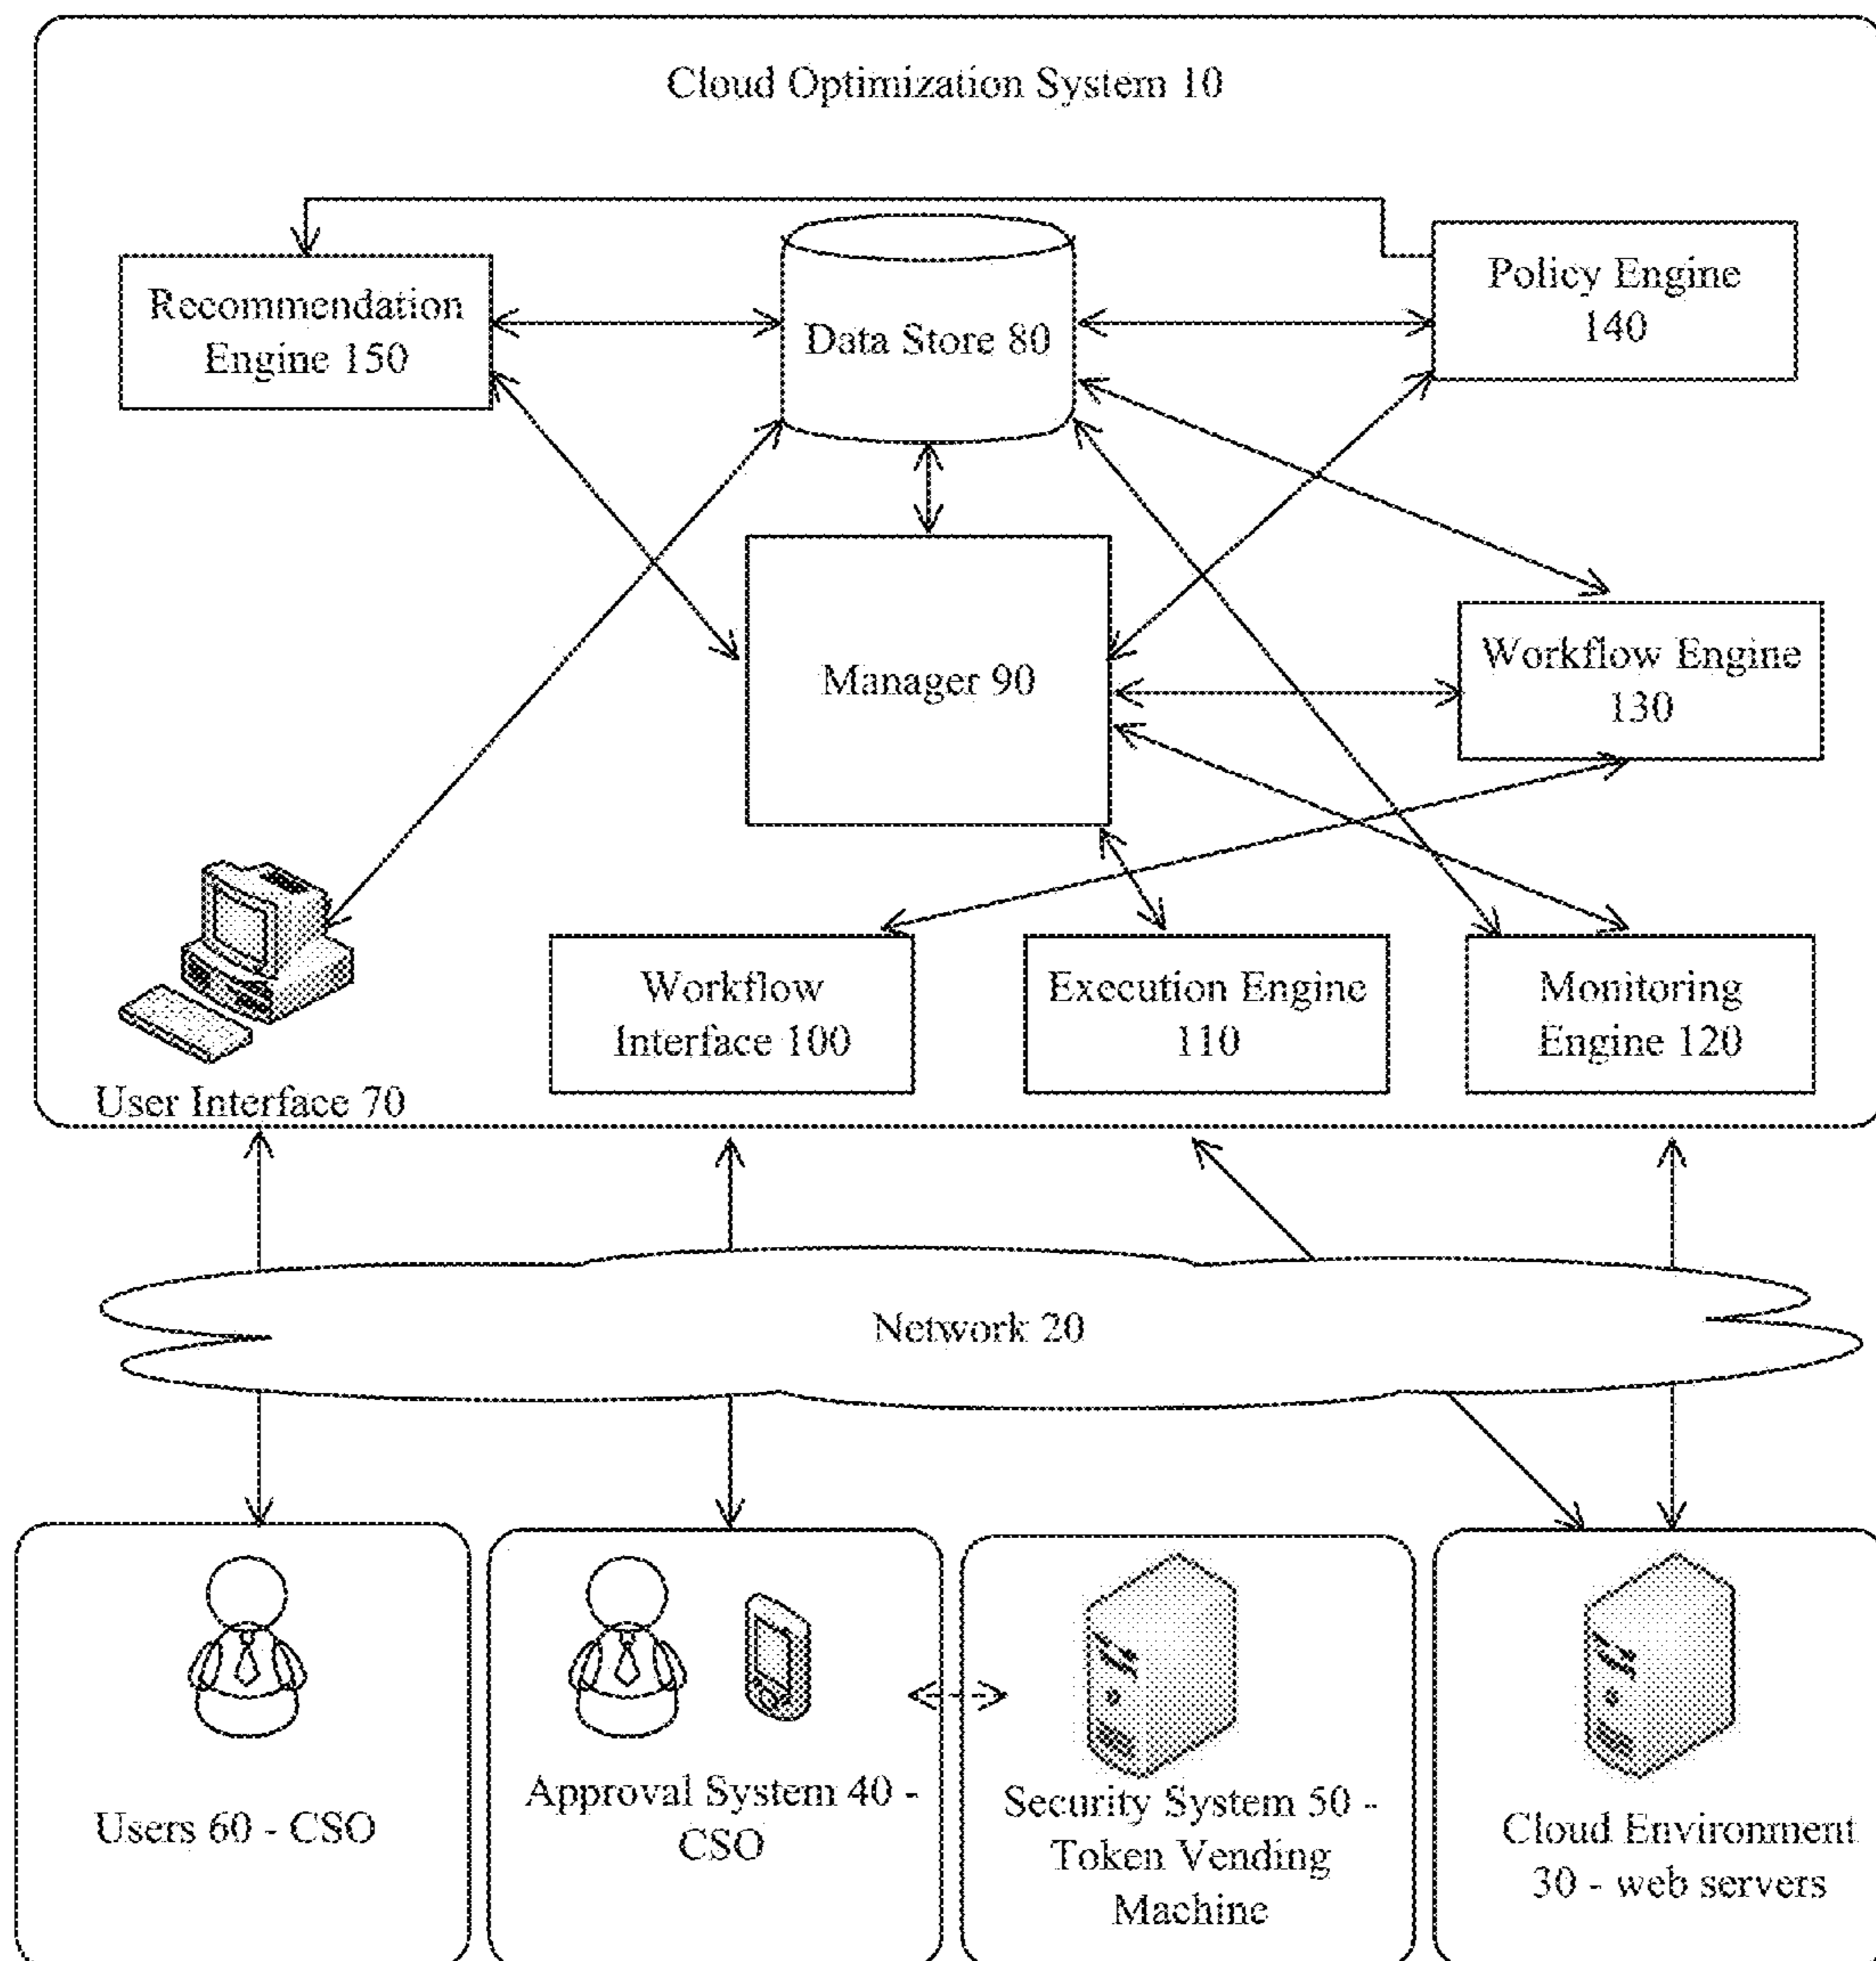 Cloud Optimization System 10
Recommendation
Engine 150
Data Store 80
Policy Engine
140
Manager 90
Workflow Engine
130
Workflow
Interface 100
Execution Engine
110
Monitoring
Engine 120
User Interface 70
Network 20
Users 60 - CSO
Approval System 40 -
CSO
Security System 50 -
Token Vending
Machine
Cloud Environment
30 - web servers